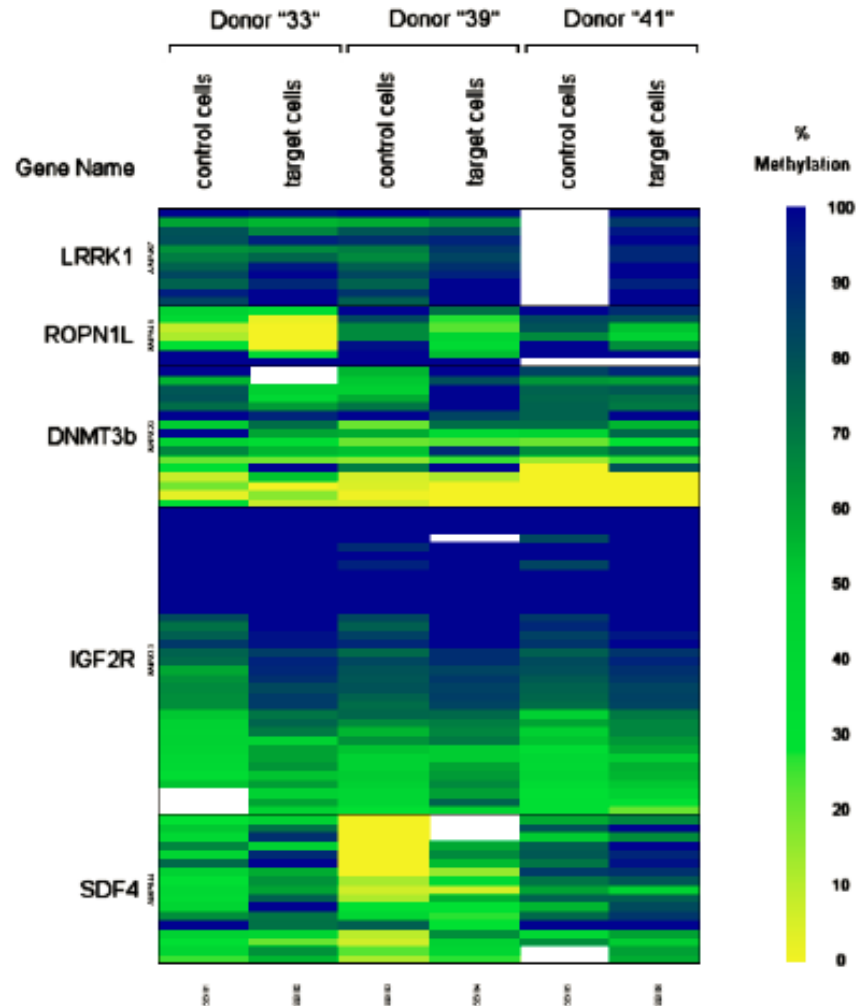 Donor "33" Donor "39" Donor "41"
control cells target cells control cells target cells control cells target cells
Gene Name
%
Methylation
LRRK1
ROPN1L
DNMT3b
IGF2R
SDF4
100
90
80
70
60
50
40
30
20
10
0